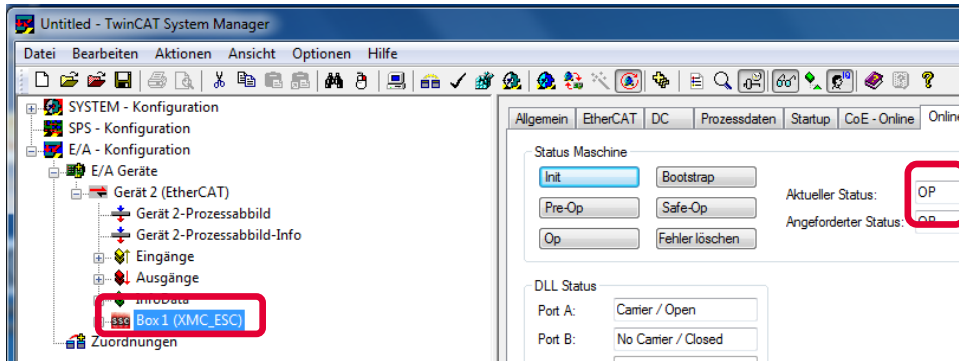 Untitled - TwinCAT System Manager
Datei Bearbeiten Aktionen Ansicht Optionen Hilfe
SYSTEM - Konfiguration
SPS - Konfiguration
E/A - Konfiguration
E/A Geräte
Gerät 2 (EtherCAT)
Gerät 2-Prozessabbild
Gerät 2-Prozessabbild-Info
Eingänge
Ausgänge
InfoData
Box 1 (XMC_ESC)
Zuordnungen
Allgemein EtherCAT DC Prozessdaten Startup CoE - Online Online
Status Maschine
Init Bootstrap
Pre-Op Safe-Op
Op Fehler löschen
Aktueller Status: OP
Angeforderter Status: OP
DLL Status
Port A: Carrier / Open
Port B: No Carrier / Closed